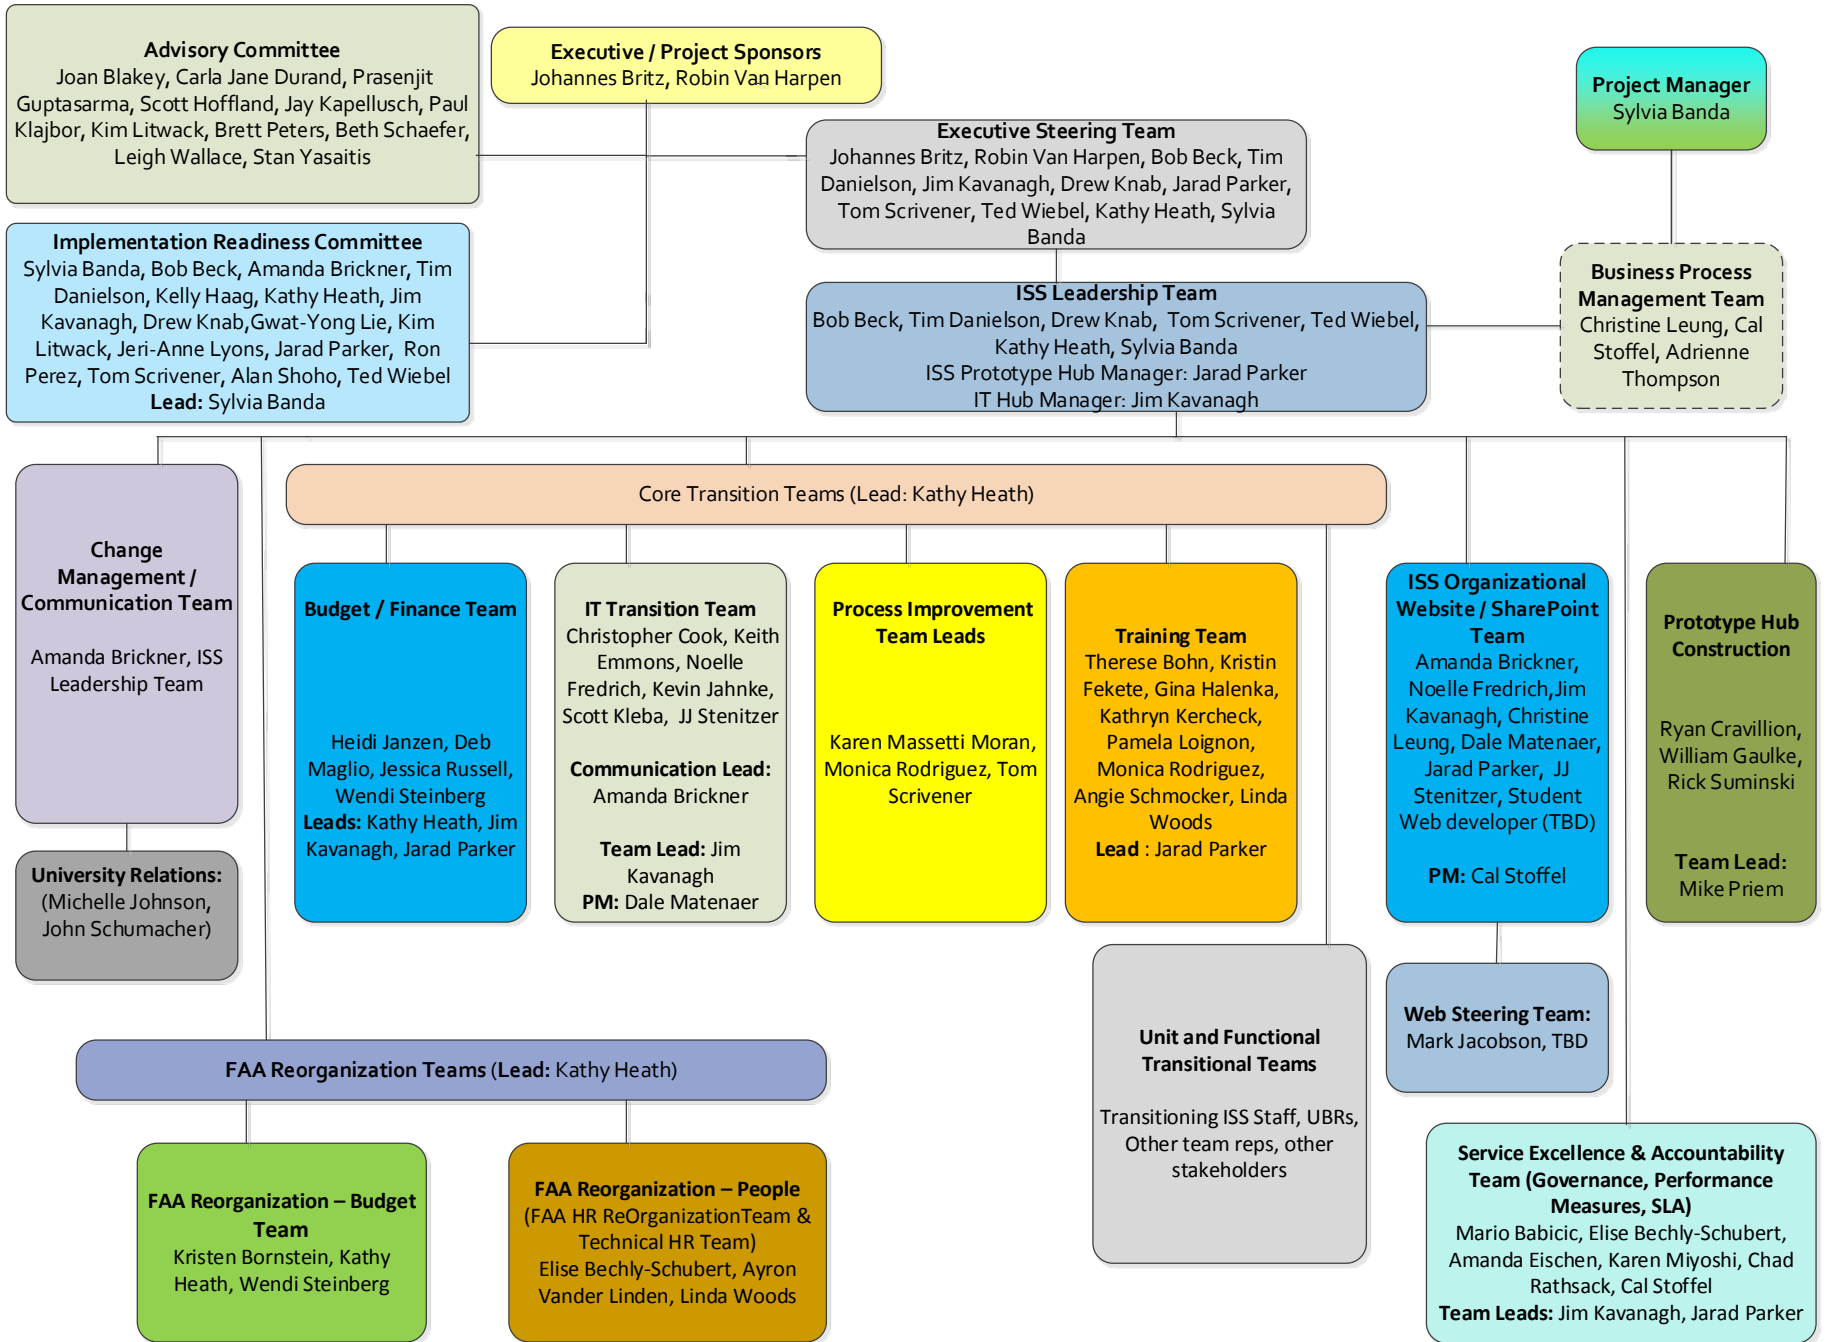 Advisory Committee
Joan Blakey, Carla Jane Durand, Prasenjit
Guptasarma, Scott Hoffland, Jay Kapellusch, Paul
Klajbor, Kim Litwack, Brett Peters, Beth Schaefer,
Leigh Wallace, Stan Yasaitis
Executive / Project Sponsors
Johannes Britz, Robin Van Harpen
Project Manager
Sylvia Banda
Executive Steering Team
Johannes Britz, Robin Van Harpen, Bob Beck, Tim
Danielson, Jim Kavanagh, Drew Knab, Jarad Parker,
Tom Scrivener, Ted Wiebel, Kathy Heath, Sylvia
Banda
Implementation Readiness Committee
Sylvia Banda, Bob Beck, Amanda Brickner, Tim
Danielson, Kelly Haag, Kathy Heath, Jim
Kavanagh, Drew Knab,Gwat-Yong Lie, Kim
Litwack, Jeri-Anne Lyons, Jarad Parker, Ron
Perez, Tom Scrivener, Alan Shoho, Ted Wiebel
Lead: Sylvia Banda
ISS Leadership Team
Bob Beck, Tim Danielson, Drew Knab, Tom Scrivener, Ted Wiebel,
Kathy Heath, Sylvia Banda
ISS Prototype Hub Manager: Jarad Parker
IT Hub Manager: Jim Kavanagh
Business Process
Management Team
Christine Leung, Cal
Stoffel, Adrienne
Thompson
Core Transition Teams (Lead: Kathy Heath)
Change
Management /
Communication Team
Amanda Brickner, ISS
Leadership Team
Budget / Finance Team
Heidi Janzen, Deb
Maglio, Jessica Russell,
Wendi Steinberg
Leads: Kathy Heath, Jim
Kavanagh, Jarad Parker
IT Transition Team
Christopher Cook, Keith
Emmons, Noelle
Fredrich, Kevin Jahnke,
Scott Kleba, JJ Stenitzer
Communication Lead:
Amanda Brickner
Team Lead: Jim
Kavanagh
PM: Dale Matenaer
Process Improvement
Team Leads
Karen Massetti Moran,
Monica Rodriguez, Tom
Scrivener
Training Team
Therese Bohn, Kristin
Fekete, Gina Halenka,
Kathryn Kercheck,
Pamela Loignon,
Monica Rodriguez,
Angie Schmocker, Linda
Woods
Lead : Jarad Parker
ISS Organizational
Website / SharePoint
Team
Amanda Brickner,
Noelle Fredrich,Jim
Kavanagh, Christine
Leung, Dale Matenaer,
Jarad Parker, JJ
Stenitzer, Student
Web developer (TBD)
PM: Cal Stoffel
Prototype Hub
Construction
Ryan Cravillion,
William Gaulke,
Rick Suminski
Team Lead:
Mike Priem
University Relations:
(Michelle Johnson,
John Schumacher)
Unit and Functional
Transitional Teams
Transitioning ISS Staff, UBRs,
Other team reps, other
stakeholders
Web Steering Team:
Mark Jacobson, TBD
FAA Reorganization Teams (Lead: Kathy Heath)
FAA Reorganization – Budget
Team
Kristen Bornstein, Kathy
Heath, Wendi Steinberg
FAA Reorganization – People
(FAA HR ReOrganizationTeam &
Technical HR Team)
Elise Bechly-Schubert, Ayron
Vander Linden, Linda Woods
Service Excellence & Accountability
Team (Governance, Performance
Measures, SLA)
Mario Babicic, Elise Bechly-Schubert,
Amanda Eischen, Karen Miyoshi, Chad
Rathsack, Cal Stoffel
Team Leads: Jim Kavanagh, Jarad Parker